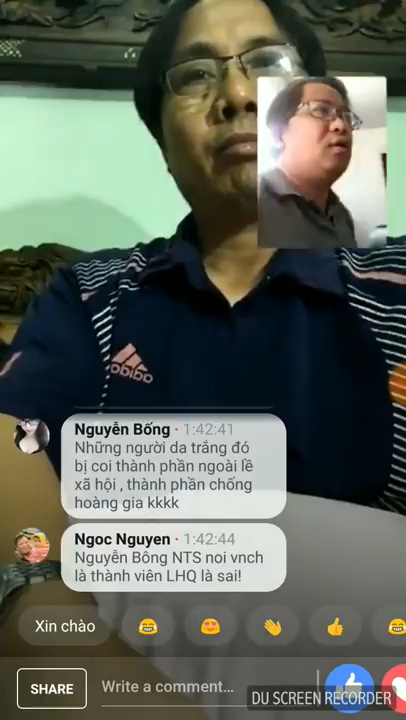 adidas
Nguyễn Bống · 1:42:41
Những người da trắng đó
bị coi thành phần ngoài lề
xã hội , thành phần chống
hoàng gia kkkk
Ngoc Nguyen · 1:42:44
Nguyễn Bông NTS noi vnch
là thành viên LHQ là sai!
Xin chào
SHARE
Write a comment...
DU SCREEN RECORDER